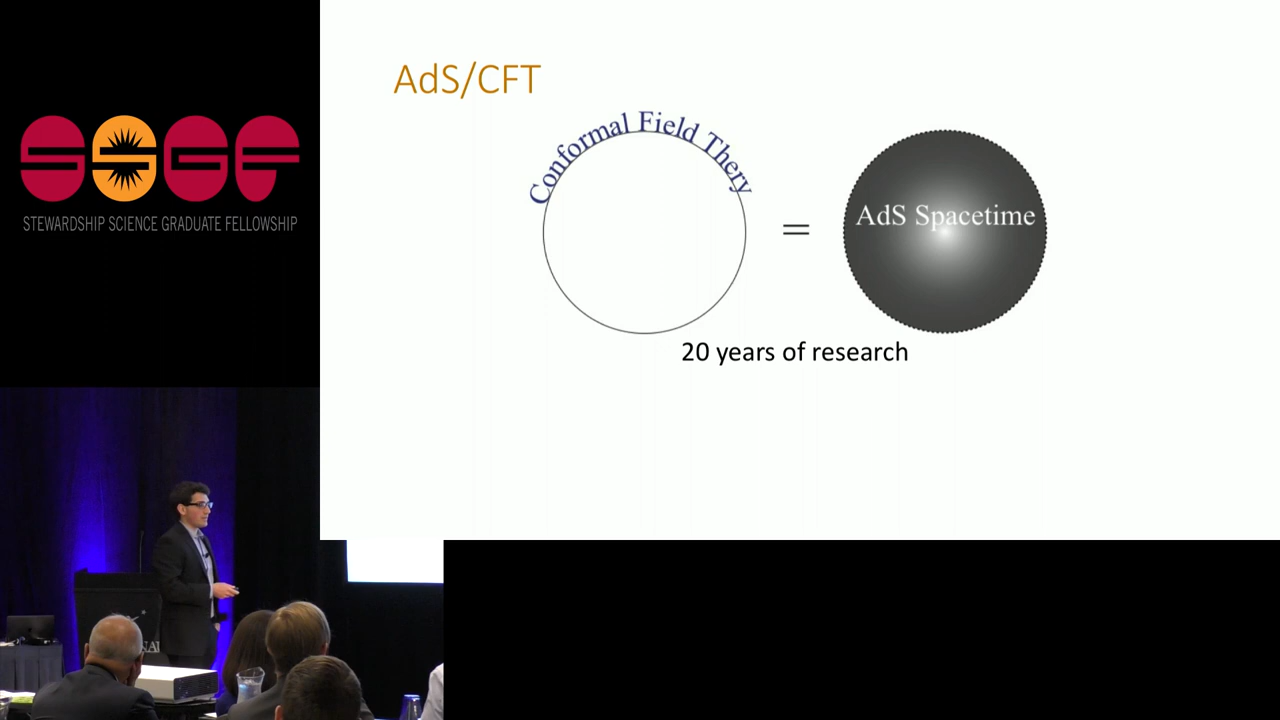 SSGF
STEWARDSHIP SCIENCE GRADUATE FELLOWSHIP
AdS/CFT
Conformal Field Thery
=
AdS Spacetime
20 years of research